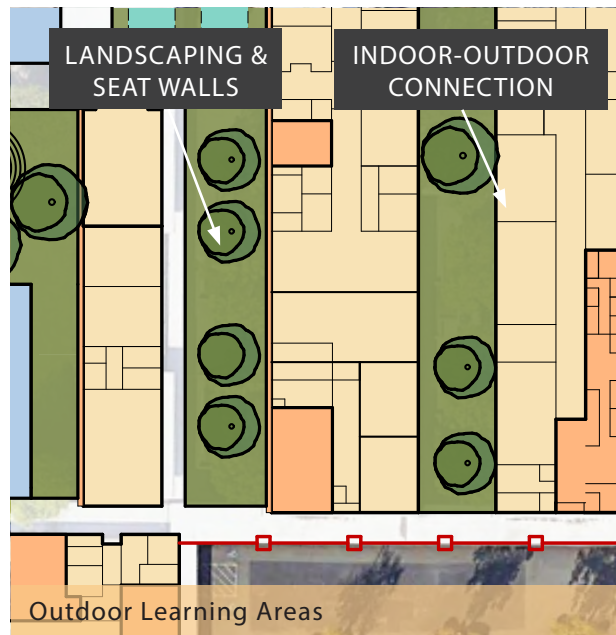 LANDSCAPING &
SEAT WALLS
INDOOR-OUTDOOR
CONNECTION
Outdoor Learning Areas